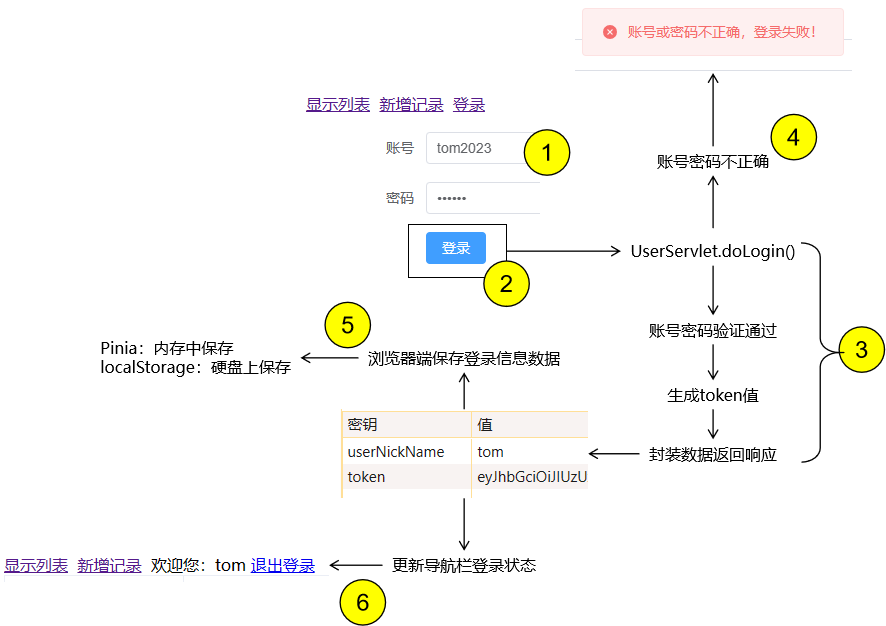 账号或密码不正确，登录失败！
显示列表 新增记录 登录
账号 tom2023
1
4
账号密码不正确
密码 ••••••
登录
2
UserServlet.doLogin()
5
账号密码验证通过
3
Pinia：内存中保存
localStorage：硬盘上保存
浏览器端保存登录信息数据
生成token值
密钥 值
userNickName tom
token eyJhbGciOiJIUzU
封装数据返回响应
显示列表 新增记录 欢迎您：tom 退出登录
更新导航栏登录状态
6